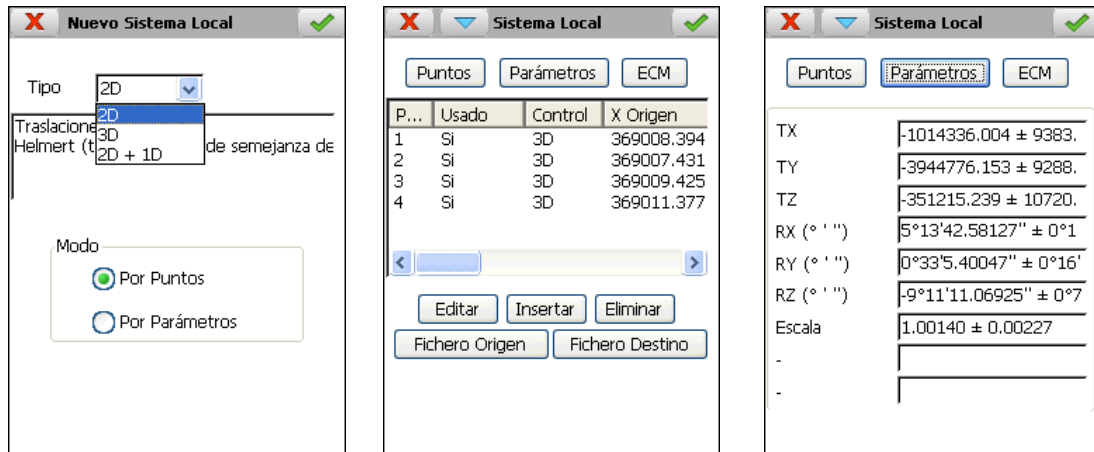 X Nuevo Sistema Local
Tipo 2D
2D
3D
2D + 1D
Traslacione
Helmert (t de semejanza de
Modo
Por Puntos
Por Parámetros
X Sistema Local
Puntos Parámetros ECM
P... Usado Control X Origen
1 Si 3D 369008.394
2 Si 3D 369007.431
3 Si 3D 369009.425
4 Si 3D 369011.377
Editar Insertar Eliminar
Fichero Origen Fichero Destino
X Sistema Local
Puntos Parámetros ECM
TX -1014336.004 ± 9383.
TY -3944776.153 ± 9288.
TZ -351215.239 ± 10720.
RX (° ' '') 5°13'42.58127'' ± 0°1
RY (° ' '') 0°33'5.40047'' ± 0°16'
RZ (° ' '') -9°11'11.06925'' ± 0°7
Escala 1.00140 ± 0.00227
-
-